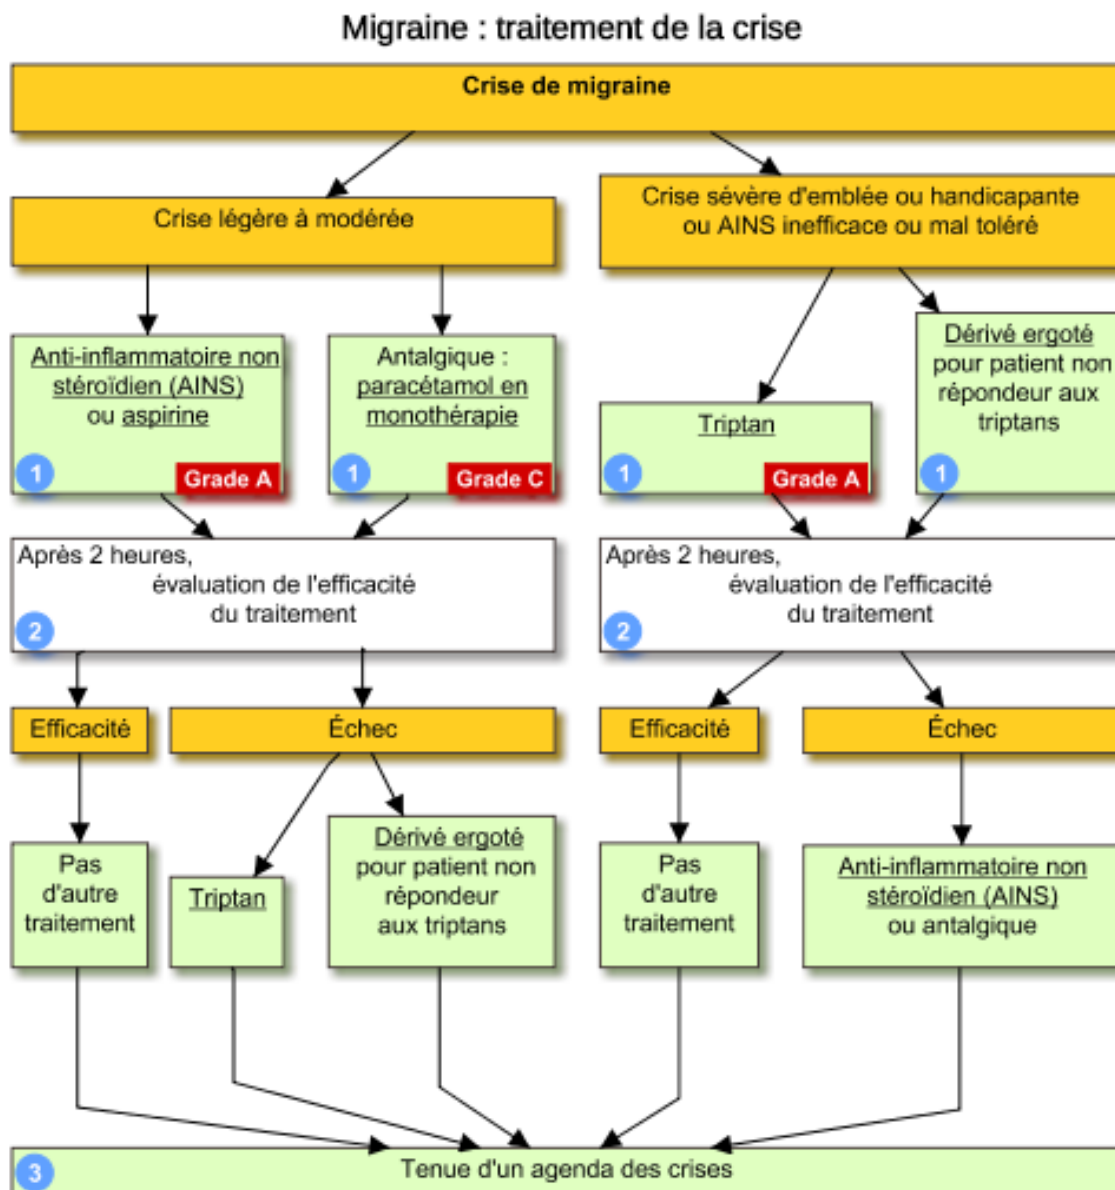 Migraine : traitement de la crise
Crise de migraine
Crise légère à modérée
Crise sévère d'emblée ou handicapante
ou AINS inefficace ou mal toléré
Anti-inflammatoire non
stéroïdien (AINS)
ou aspirine
1
Grade A
Antalgique :
paracétamol en
monothérapie
1
Grade C
Triptan
1
Grade A
Dérivé ergoté
pour patient non
répondeur aux
triptans
1
Après 2 heures,
évaluation de l'efficacité
du traitement
2
Après 2 heures,
évaluation de l'efficacité
du traitement
2
Efficacité
Échec
Efficacité
Échec
Pas
d'autre
traitement
Triptan
Dérivé ergoté
pour patient non
répondeur
aux triptans
Pas
d'autre
traitement
Anti-inflammatoire non
stéroïdien (AINS)
ou antalgique
3
Tenue d'un agenda des crises